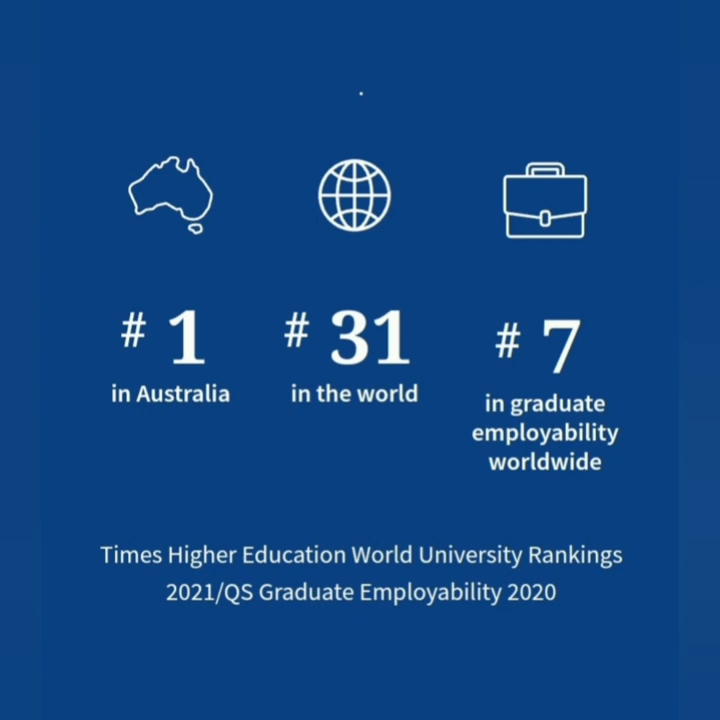 # 1
in Australia
# 31
in the world
# 7
in graduate
employability
worldwide
Times Higher Education World University Rankings
2021/QS Graduate Employability 2020